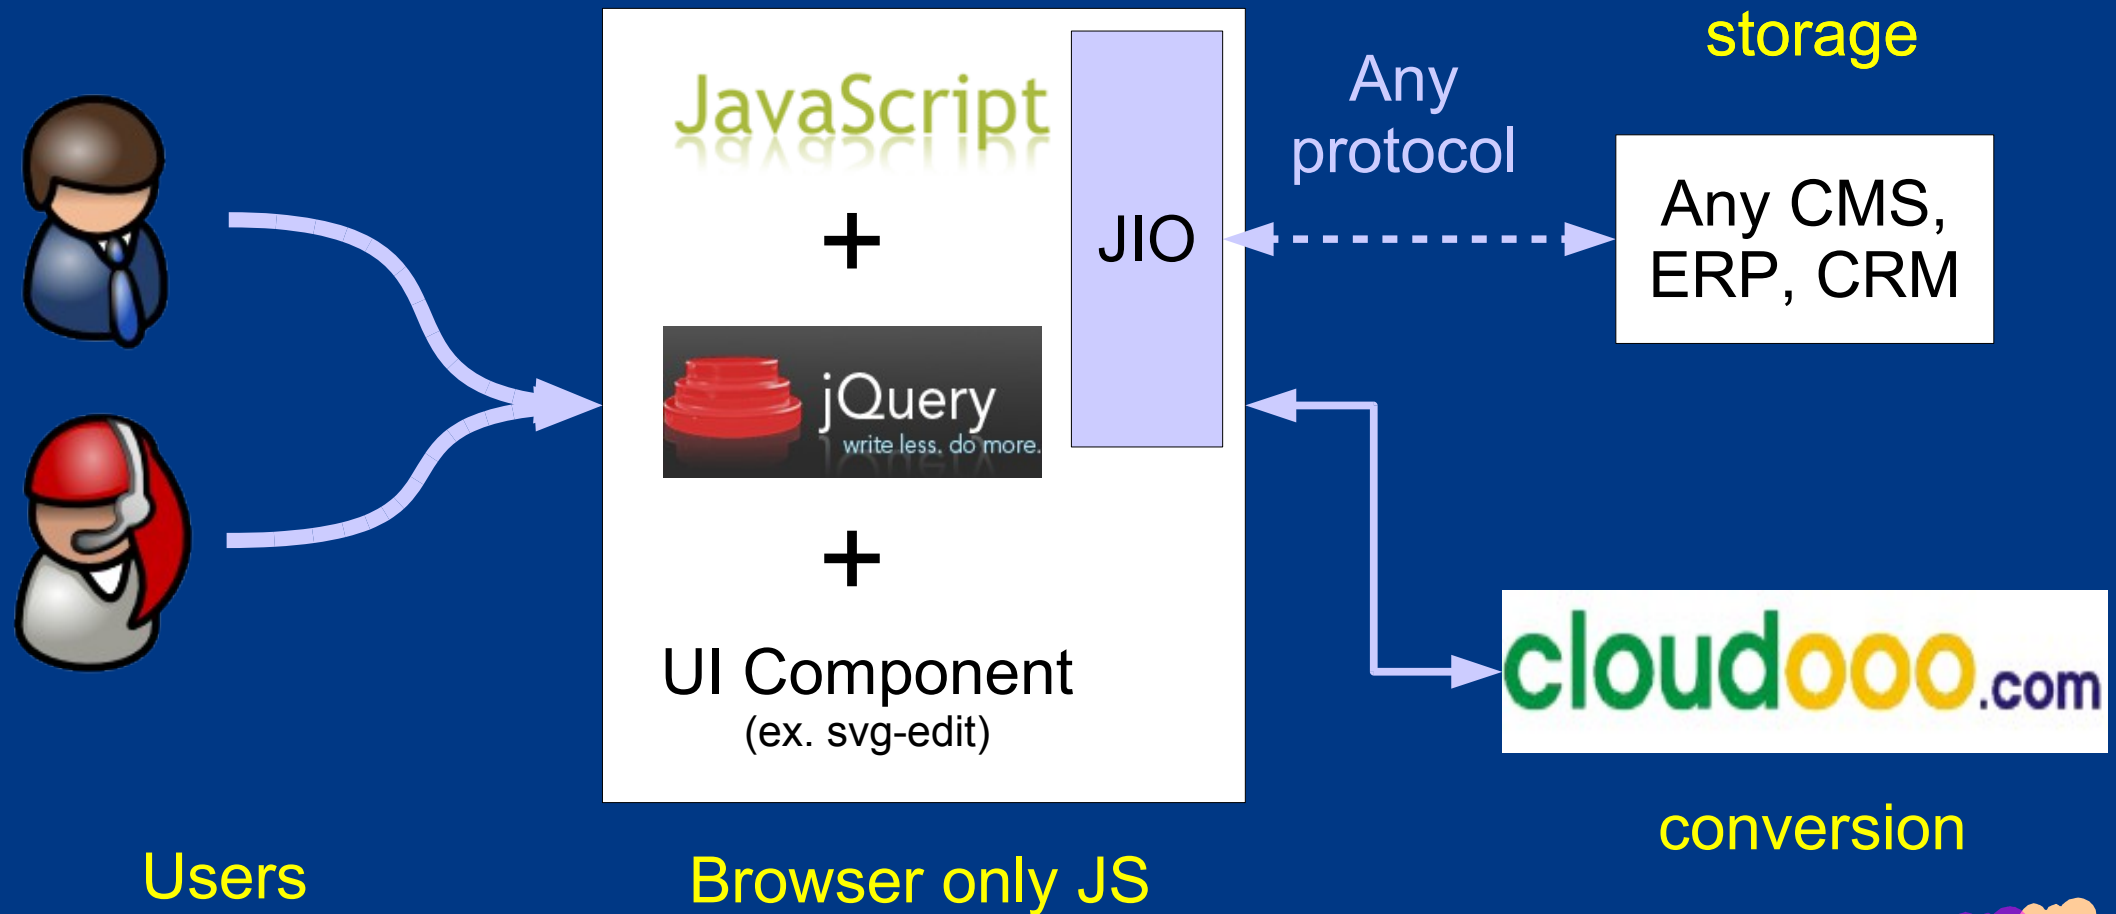 JavaScript
+
jQuery
write less. do more.
+
UI Component
(ex. svg-edit)
JIO
Any
protocol
storage
Any CMS,
ERP, CRM
cloudooo.com
conversion
Users
Browser only JS